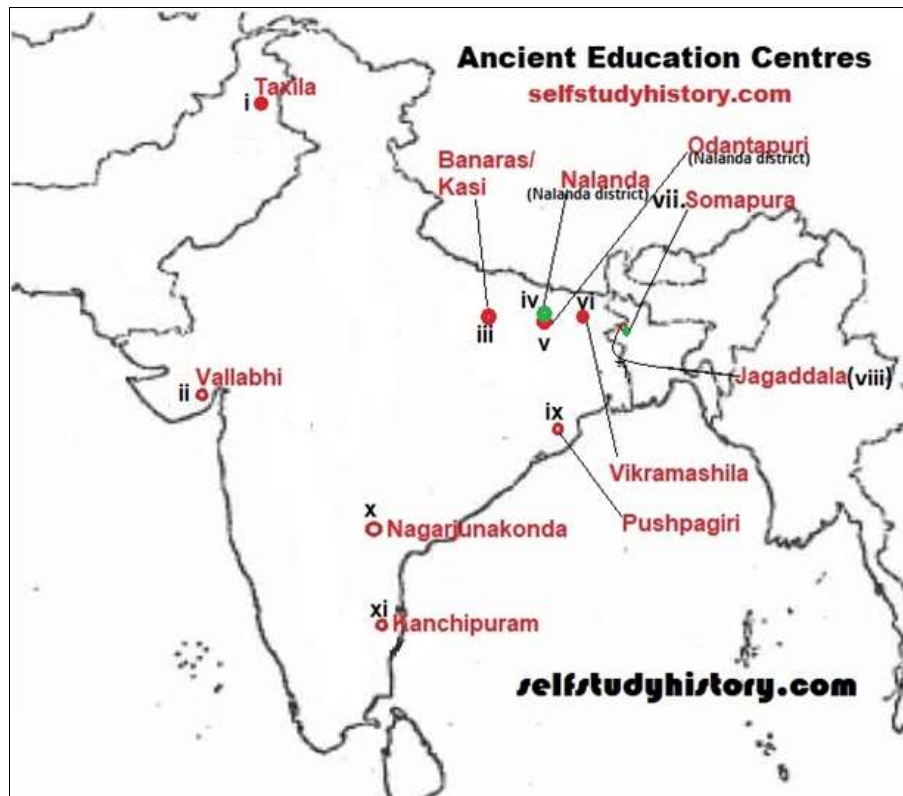 Ancient Education Centres
selfstudyhistory.com
Taxila
i
Odantapuri
(Nalanda district)
Banaras/
Kasi
Nalanda
(Nalanda district)
vii.Somapura
iv
vi
iii
v
Vallabhi
ii
Jagaddala(viii)
ix
Vikramashila
x
Pushpagiri
Nagarjunakonda
xi
Kanchipuram
selfstudyhistory.com